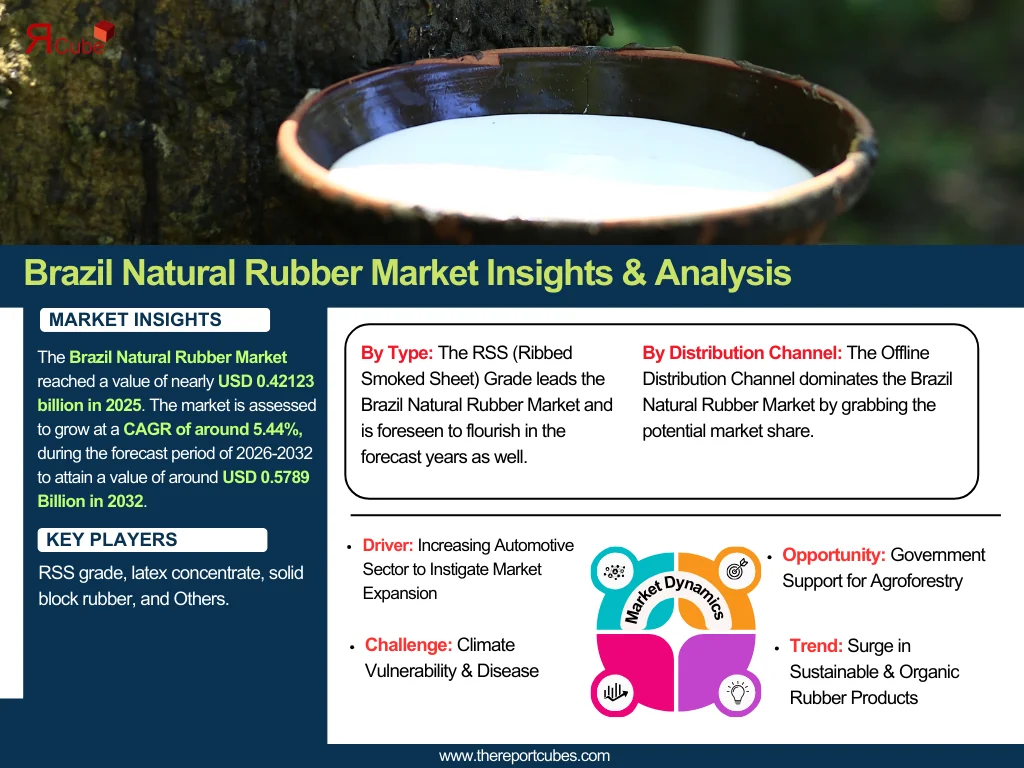 R Cube
Brazil Natural Rubber Market Insights & Analysis
MARKET INSIGHTS
The Brazil Natural Rubber Market
reached a value of nearly USD 0.42123
billion in 2025. The market is assessed
to grow at a CAGR of around 5.44%,
during the forecast period of 2026-2032
to attain a value of around USD 0.5789
Billion in 2032.
KEY PLAYERS
RSS grade, latex concentrate, solid
block rubber, and Others.
By Type: The RSS (Ribbed
Smoked Sheet) Grade leads the
Brazil Natural Rubber Market and
is foreseen to flourish in the
forecast years as well.
By Distribution Channel: The Offline
Distribution Channel dominates the Brazil
Natural Rubber Market by grabbing the
potential market share.
• Driver: Increasing Automotive
Sector to Instigate Market
Expansion
• Challenge: Climate
Vulnerability & Disease
Market Dynamics
• Opportunity: Government
Support for Agroforestry
• Trend: Surge in
Sustainable & Organic
Rubber Products
www.thereportcubes.com